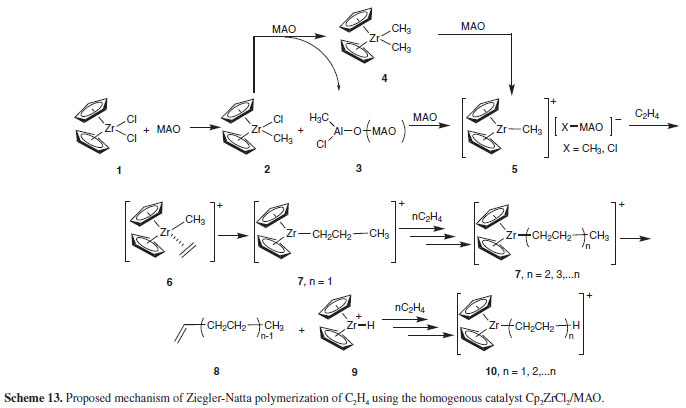 MAO
MAO
Zr
CH3
CH3
4
Zr
Cl
Cl
+ MAO
Zr
Cl
CH3
+
H3C
Cl
Al–O–(MAO)
MAO
[Zr—CH3]+
[X–MAO]−
X = CH3, Cl
C2H4
1
2
3
5
[Zr
CH3
]+
[Zr—CH2CH2—CH3]+
nC2H4
[Zr–(CH2CH2)n–CH3]+
6
7, n = 1
7, n = 2, 3,...n
(CH2CH2)n-1–CH3
+
Zr–H
+
nC2H4
[Zr–(CH2CH2)n–H]+
8
9
10, n = 1, 2,...n
Scheme 13. Proposed mechanism of Ziegler-Natta polymerization of C2H4 using the homogenous catalyst Cp2ZrCl2/MAO.